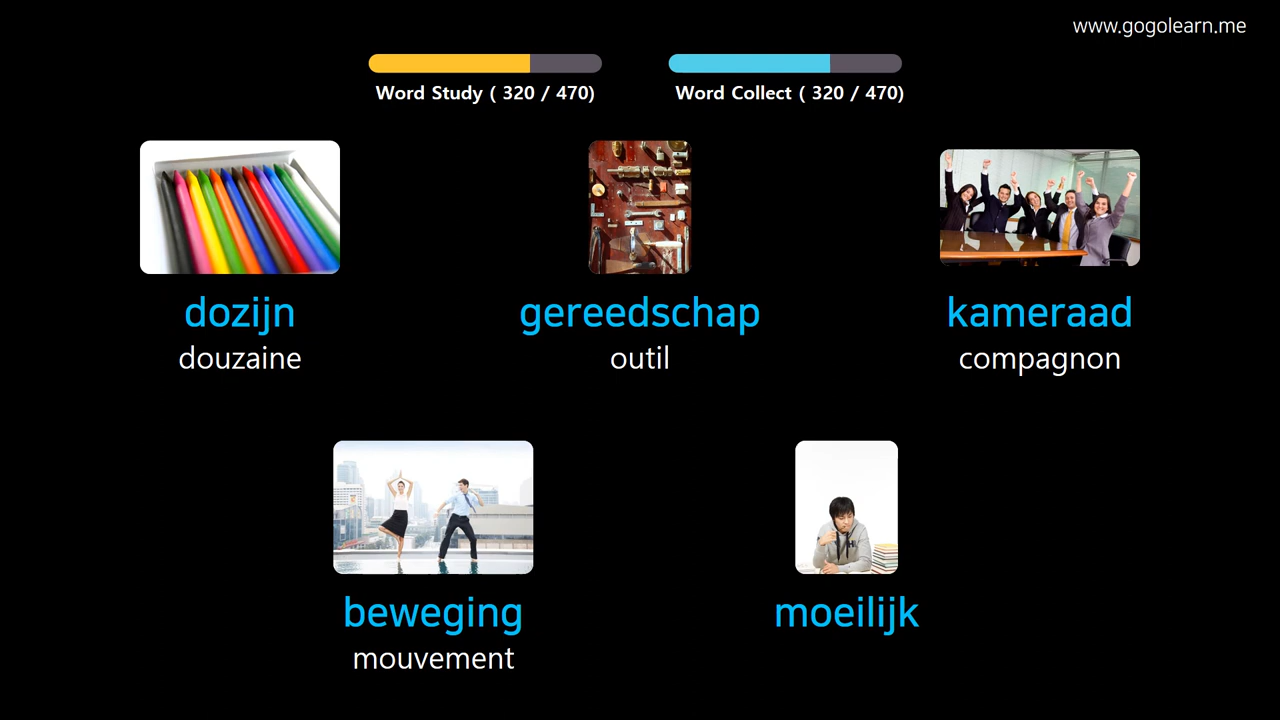 www.gogolearn.me
Word Study ( 320 / 470)
Word Collect ( 320 / 470)
dozijn
douzaine
gereedschap
outil
kameraad
compagnon
beweging
mouvement
moeilijk